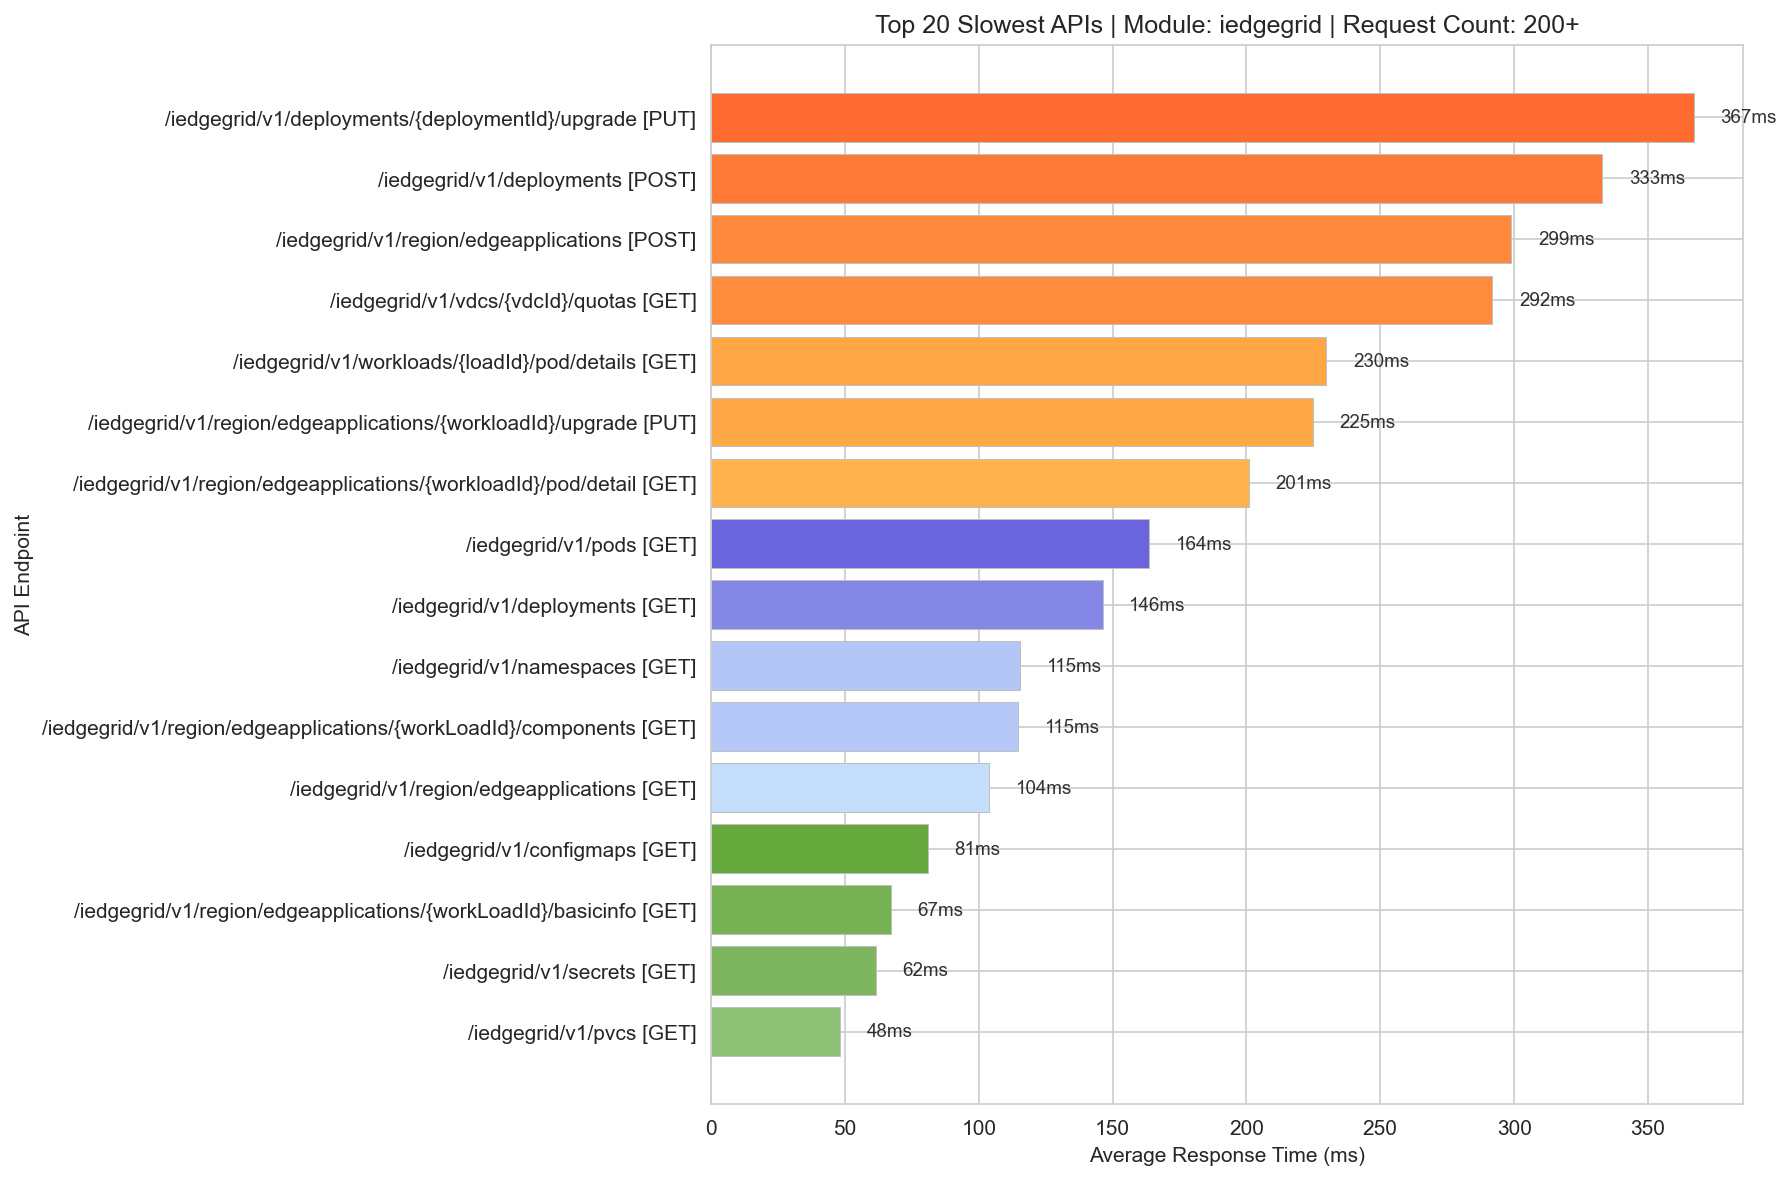 Top 20 Slowest APIs | Module: iedgegrid | Request Count: 200+
API Endpoint
/iedgegrid/v1/deployments/{deploymentId}/upgrade [PUT] 367ms
/iedgegrid/v1/deployments [POST] 333ms
/iedgegrid/v1/region/edgeapplications [POST] 299ms
/iedgegrid/v1/vdcs/{vdcId}/quotas [GET] 292ms
/iedgegrid/v1/workloads/{loadId}/pod/details [GET] 230ms
/iedgegrid/v1/region/edgeapplications/{workloadId}/upgrade [PUT] 225ms
/iedgegrid/v1/region/edgeapplications/{workloadId}/pod/detail [GET] 201ms
/iedgegrid/v1/pods [GET] 164ms
/iedgegrid/v1/deployments [GET] 146ms
/iedgegrid/v1/namespaces [GET] 115ms
/iedgegrid/v1/region/edgeapplications/{workLoadId}/components [GET] 115ms
/iedgegrid/v1/region/edgeapplications [GET] 104ms
/iedgegrid/v1/configmaps [GET] 81ms
/iedgegrid/v1/region/edgeapplications/{workLoadId}/basicinfo [GET] 67ms
/iedgegrid/v1/secrets [GET] 62ms
/iedgegrid/v1/pvcs [GET] 48ms
0 50 100 150 200 250 300 350
Average Response Time (ms)